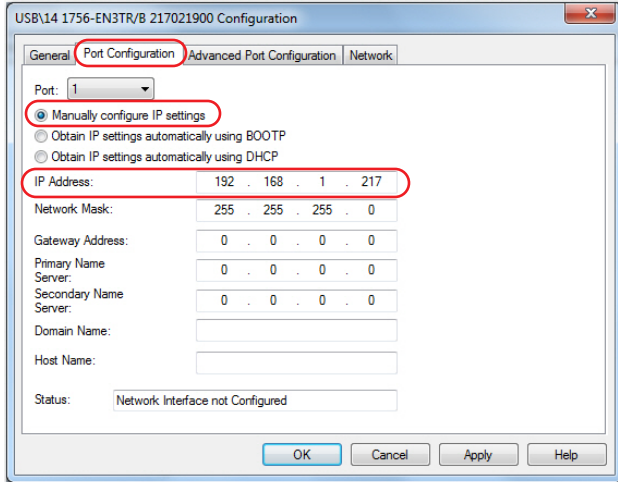 USB\14 1756-EN3TR/B 217021900 Configuration
General Port Configuration Advanced Port Configuration Network
Port: 1
Manually configure IP settings
Obtain IP settings automatically using BOOTP
Obtain IP settings automatically using DHCP
IP Address: 192 . 168 . 1 . 217
Network Mask: 255 . 255 . 255 . 0
Gateway Address: 0 . 0 . 0 . 0
Primary Name
Server: 0 . 0 . 0 . 0
Secondary Name
Server: 0 . 0 . 0 . 0
Domain Name:
Host Name:
Status: Network Interface not Configured
OK Cancel Apply Help